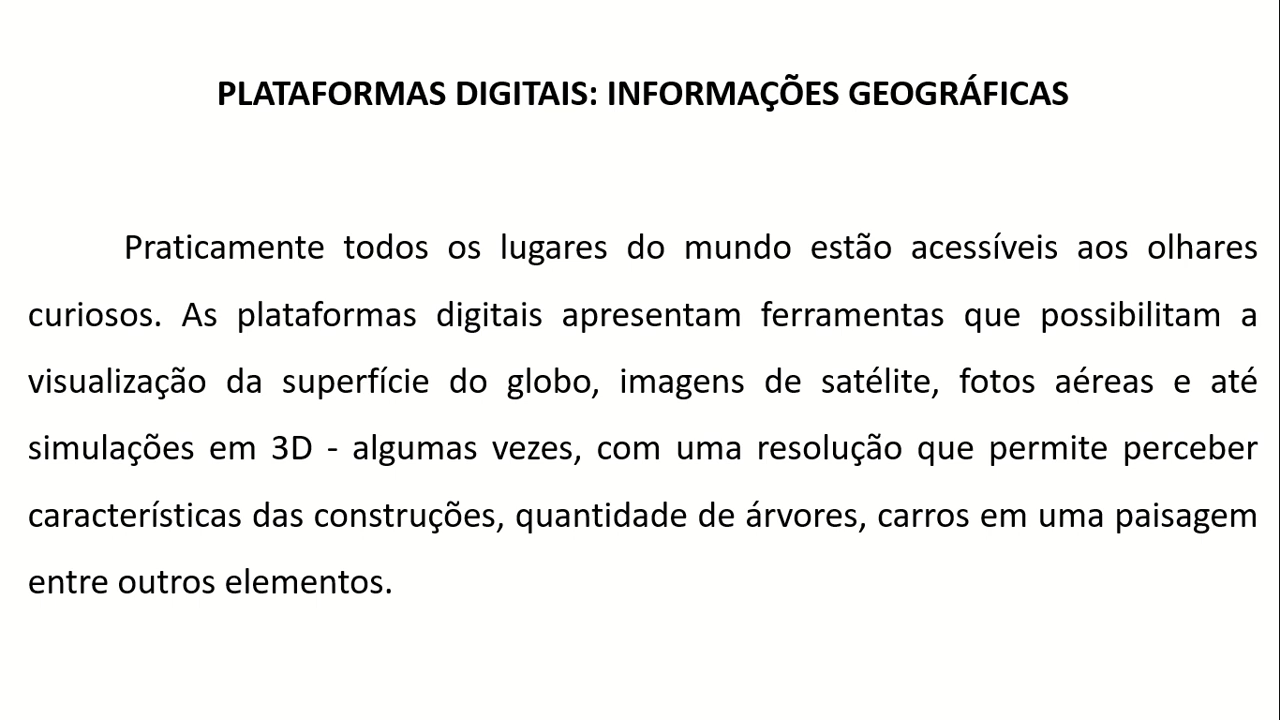 PLATAFORMAS DIGITAIS: INFORMAÇÕES GEOGRÁFICAS
Praticamente todos os lugares do mundo estão acessíveis aos olhares
curiosos. As plataformas digitais apresentam ferramentas que possibilitam a
visualização da superfície do globo, imagens de satélite, fotos aéreas e até
simulações em 3D - algumas vezes, com uma resolução que permite perceber
características das construções, quantidade de árvores, carros em uma paisagem
entre outros elementos.